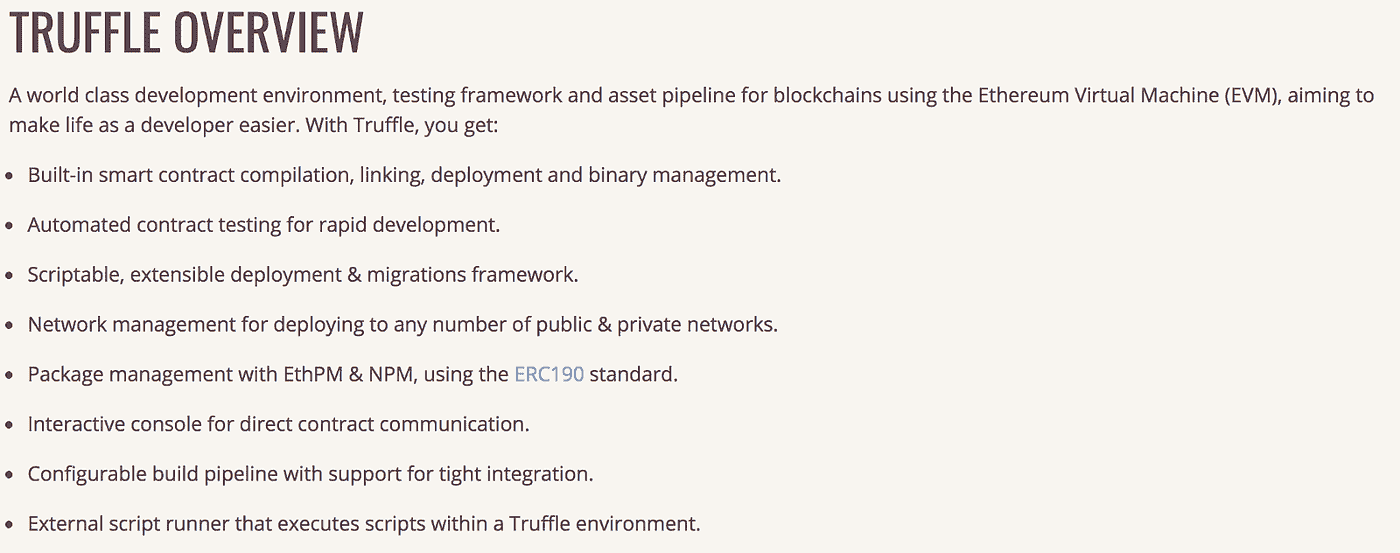 TRUFFLE OVERVIEW
A world class development environment, testing framework and asset pipeline for blockchains using the Ethereum Virtual Machine (EVM), aiming to
make life as a developer easier. With Truffle, you get:
• Built-in smart contract compilation, linking, deployment and binary management.
• Automated contract testing for rapid development.
• Scriptable, extensible deployment & migrations framework.
• Network management for deploying to any number of public & private networks.
• Package management with EthPM & NPM, using the ERC190 standard.
• Interactive console for direct contract communication.
• Configurable build pipeline with support for tight integration.
• External script runner that executes scripts within a Truffle environment.